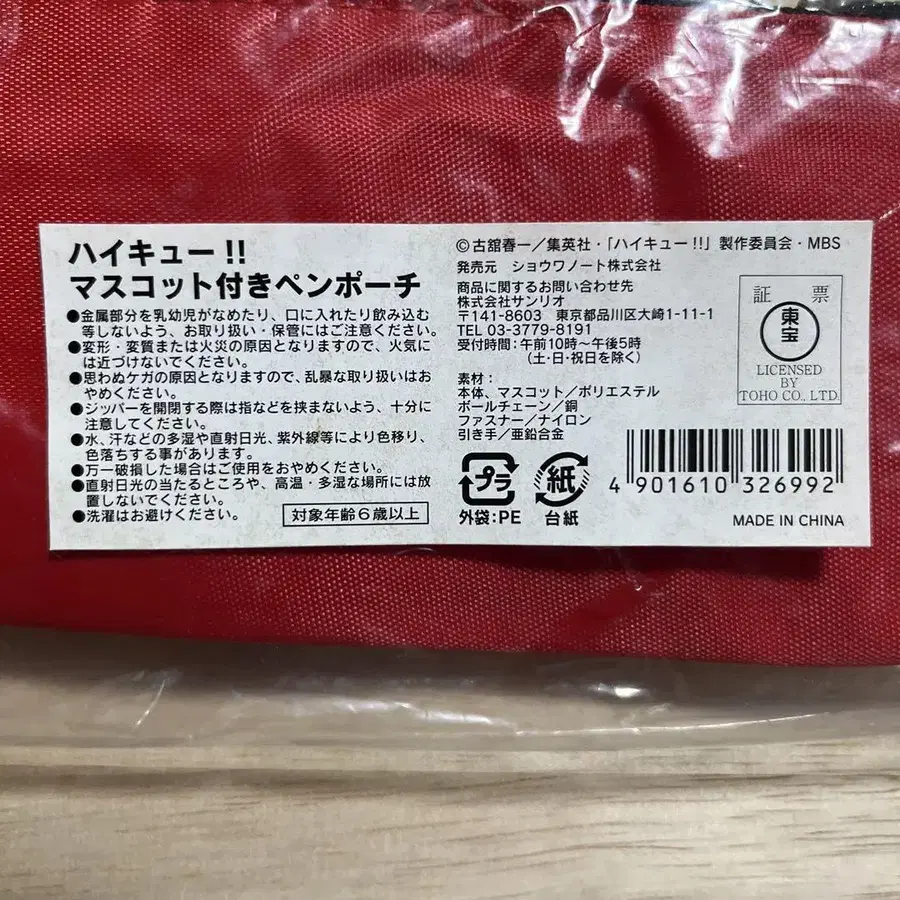 ハイキュー!!
マスコット付きペンポーチ
●金属部分を乳幼児がなめたり、口に入れたり飲み込む
等しないよう、お取り扱い・保管にはご注意ください。
●変形・変質または火災の原因となりますので、火気に
は近づけないでください。
●思わぬケガの原因となりますので、乱暴な取り扱いはお
やめください。
●ジッパーを開閉する際は指などを挟まないよう、十分に
注意してください。
●水、汗などの多湿や直射日光、紫外線等により色移り、
色落ちする事があります。
●万一破損した場合はご使用をおやめください。
●直射日光の当たるところや、高温・多湿な場所には放
置しないでください。
●洗濯はお避けください。
対象年齢6歳以上
©古舘春一／集英社・「ハイキュー!!」製作委員会・MBS
発売元 ショウワノート株式会社
商品に関するお問い合わせ先
株式会社サンリオ
〒141-8603 東京都品川区大崎1-11-1
TEL 03-3779-8191
受付時間：午前10時〜午後5時
（土・日・祝日を除く）
素材：
本体、マスコット／ポリエステル
ボールチェーン／銅
ファスナー／ナイロン
引き手／亜鉛合金
証 票
東宝
LICENSED
BY
TOHO CO., LTD.
プラ
外袋：PE
紙
台紙
4 901610 326992
MADE IN CHINA